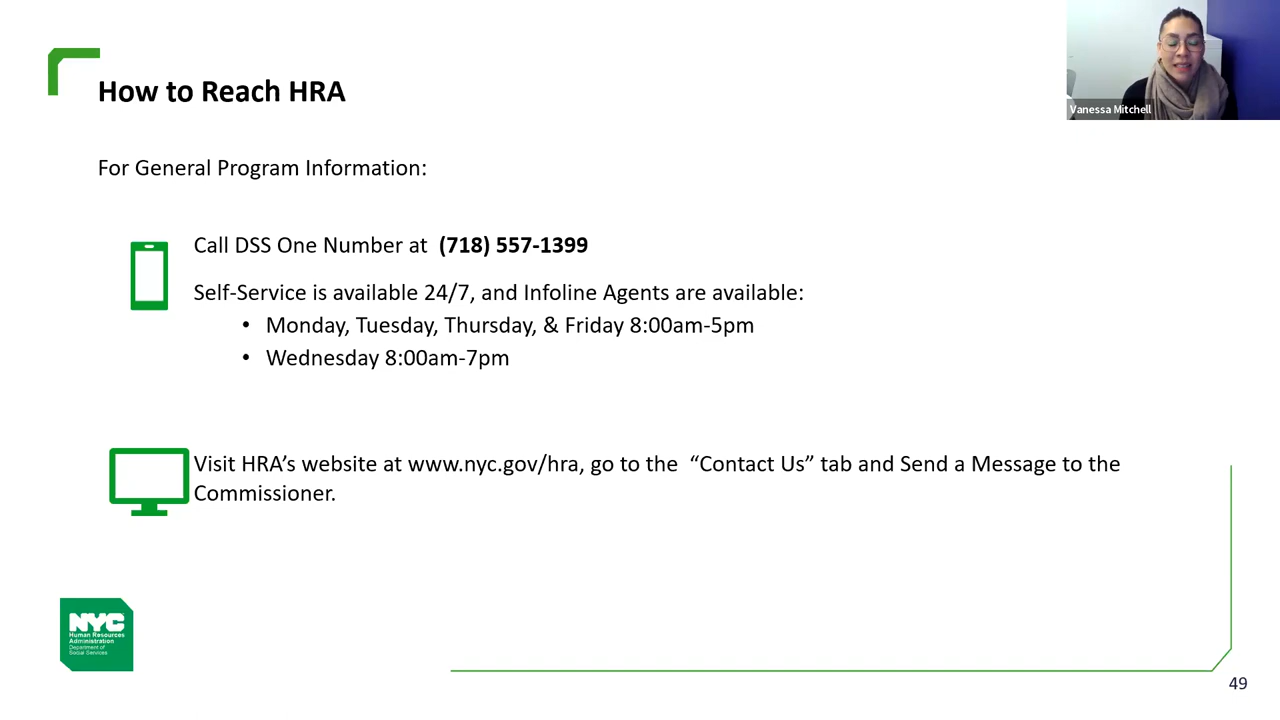 Vanessa Mitchell
How to Reach HRA
For General Program Information:
Call DSS One Number at (718) 557-1399
Self-Service is available 24/7, and Infoline Agents are available:
• Monday, Tuesday, Thursday, & Friday 8:00am-5pm
• Wednesday 8:00am-7pm
Visit HRA’s website at www.nyc.gov/hra, go to the “Contact Us” tab and Send a Message to the
Commissioner.
NYC
Human Resources
Administration
Department of
Social Services
49